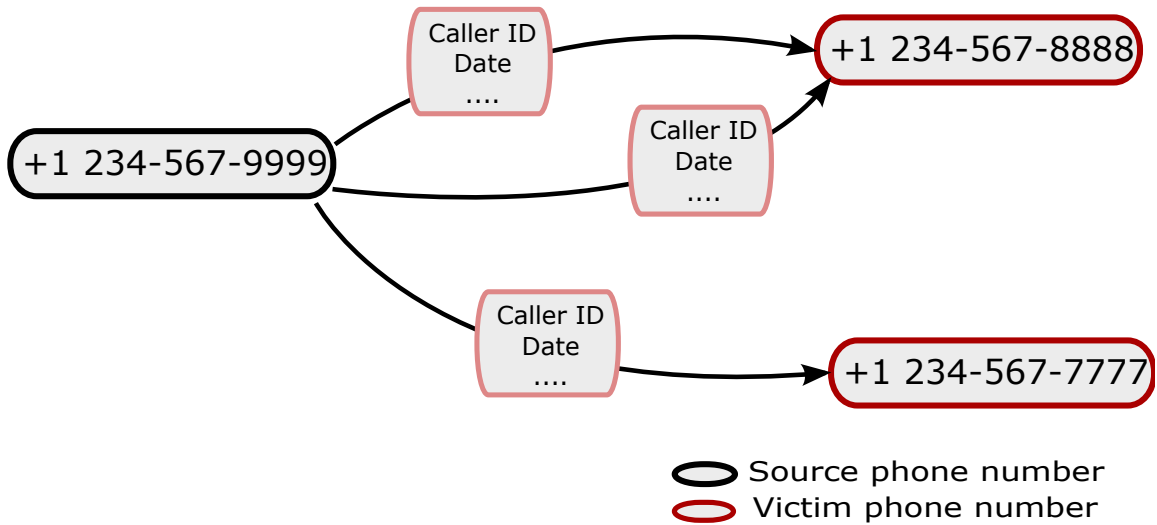 Caller ID
Date
....
+1 234-567-8888
Caller ID
Date
....
+1 234-567-9999
Caller ID
Date
....
+1 234-567-7777
Source phone number
Victim phone number